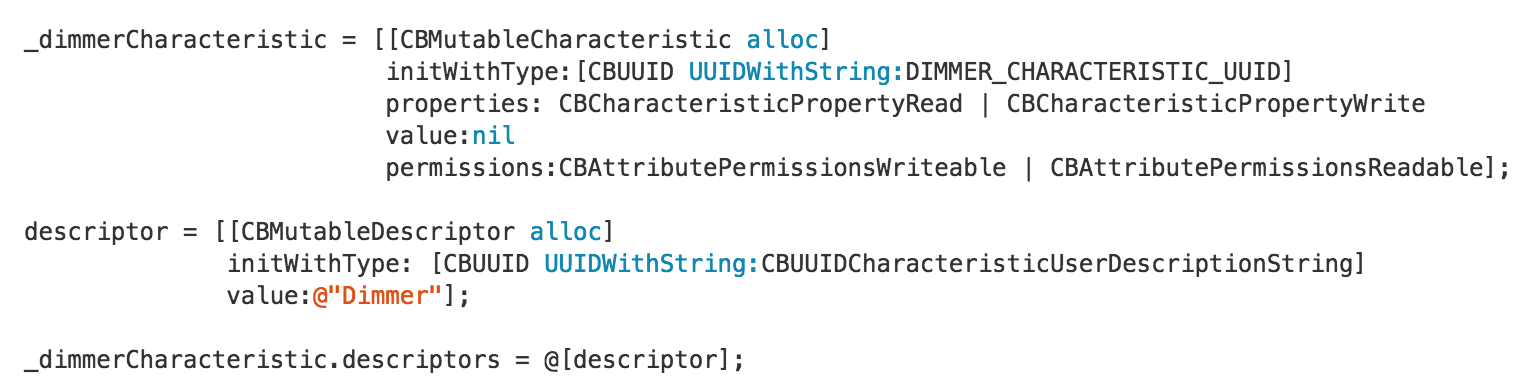 _dimmerCharacteristic = [[CBMutableCharacteristic alloc]
initWithType:[CBUUID UUIDWithString:DIMMER_CHARACTERISTIC_UUID]
properties: CBCharacteristicPropertyRead | CBCharacteristicPropertyWrite
value:nil
permissions:CBAttributePermissionsWriteable | CBAttributePermissionsReadable];
descriptor = [[CBMutableDescriptor alloc]
initWithType: [CBUUID UUIDWithString:CBUUIDCharacteristicUserDescriptionString]
value:@"Dimmer"];
_dimmerCharacteristic.descriptors = @[descriptor];